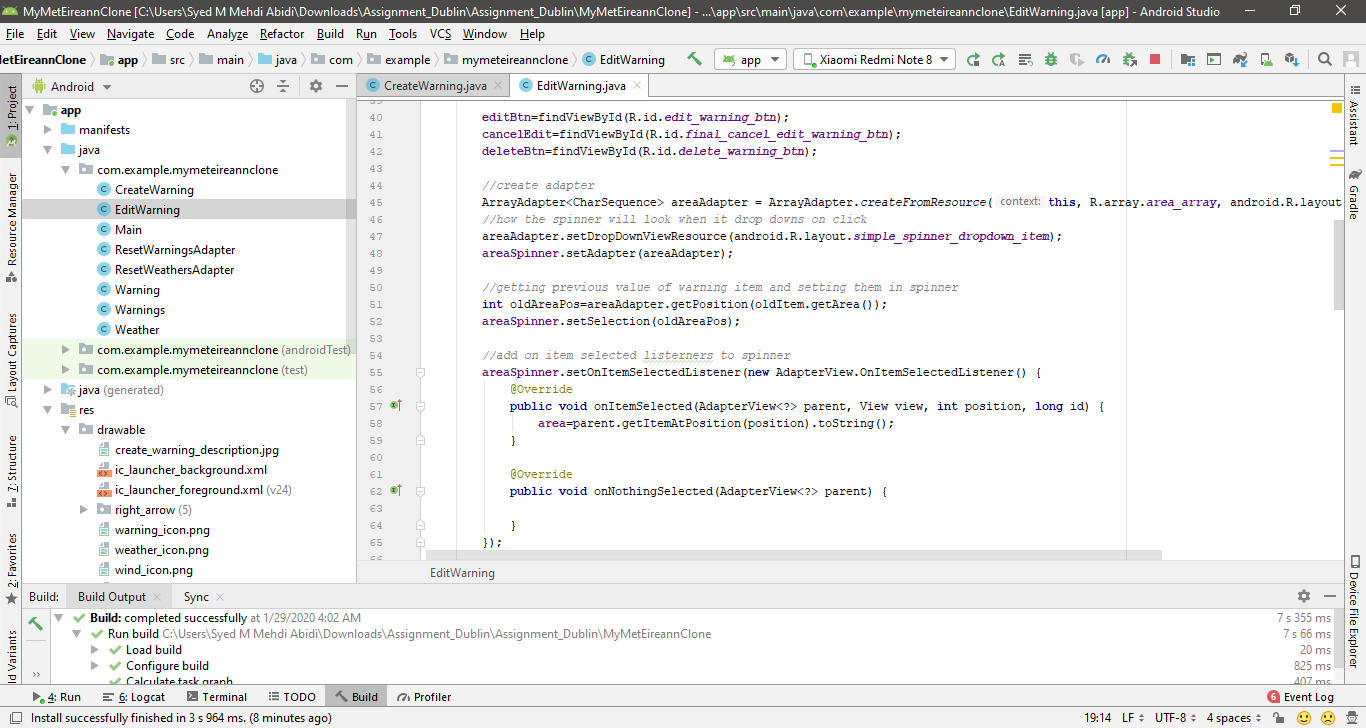 MyMetEireannClone [C:\Users\Syed M Mehdi Abidi\Downloads\Assignment_Dublin\Assignment_Dublin\MyMetEireannClone] - ...\app\src\main\java\com\example\mymeteireannclone\EditWarning.java [app] - Android Studio
File Edit View Navigate Code Analyze Refactor Build Run Tools VCS Window Help
MetEireannClone app src main java com example mymeteireannclone EditWarning app Xiaomi Redmi Note 8
Android
CreateWarning.java EditWarning.java
1: Project
Resource Manager
Layout Captures
7: Structure
2: Favorites
ld Variants
app
manifests
java
com.example.mymeteireannclone
CreateWarning
EditWarning
Main
ResetWarningsAdapter
ResetWeathersAdapter
Warning
Warnings
Weather
com.example.mymeteireannclone (androidTest)
com.example.mymeteireannclone (test)
java (generated)
res
drawable
create_warning_description.jpg
ic_launcher_background.xml
ic_launcher_foreground.xml (v24)
right_arrow (5)
warning_icon.png
weather_icon.png
wind_icon.png
39
40 editBtn=findViewById(R.id.edit_warning_btn);
41 cancelEdit=findViewById(R.id.final_cancel_edit_warning_btn);
42 deleteBtn=findViewById(R.id.delete_warning_btn);
43
44 //create adapter
45 ArrayAdapter<CharSequence> areaAdapter = ArrayAdapter.createFromResource( context: this, R.array.area_array, android.R.layout
46 //how the spinner will look when it drop downs on click
47 areaAdapter.setDropDownViewResource(android.R.layout.simple_spinner_dropdown_item);
48 areaSpinner.setAdapter(areaAdapter);
49
50 //getting previous value of warning item and setting them in spinner
51 int oldAreaPos=areaAdapter.getPosition(oldItem.getArea());
52 areaSpinner.setSelection(oldAreaPos);
53
54 //add on item selected listerners to spinner
55 areaSpinner.setOnItemSelectedListener(new AdapterView.OnItemSelectedListener() {
56 @Override
57 public void onItemSelected(AdapterView<?> parent, View view, int position, long id) {
58 area=parent.getItemAtPosition(position).toString();
59 }
60
61 @Override
62 public void onNothingSelected(AdapterView<?> parent) {
63
64 }
65 });
66
EditWarning
Assistant
Gradle
Device File Explorer
Build: Build Output Sync
Build: completed successfully at 1/29/2020 4:02 AM 7 s 355 ms
Run build C:\Users\Syed M Mehdi Abidi\Downloads\Assignment_Dublin\Assignment_Dublin\MyMetEireannClone 7 s 66 ms
Load build 20 ms
Configure build 825 ms
Calculate task graph 407 ms
4: Run 6: Logcat Terminal TODO Build Profiler 6 Event Log
Install successfully finished in 3 s 964 ms. (8 minutes ago) 19:14 LF UTF-8 4 spaces